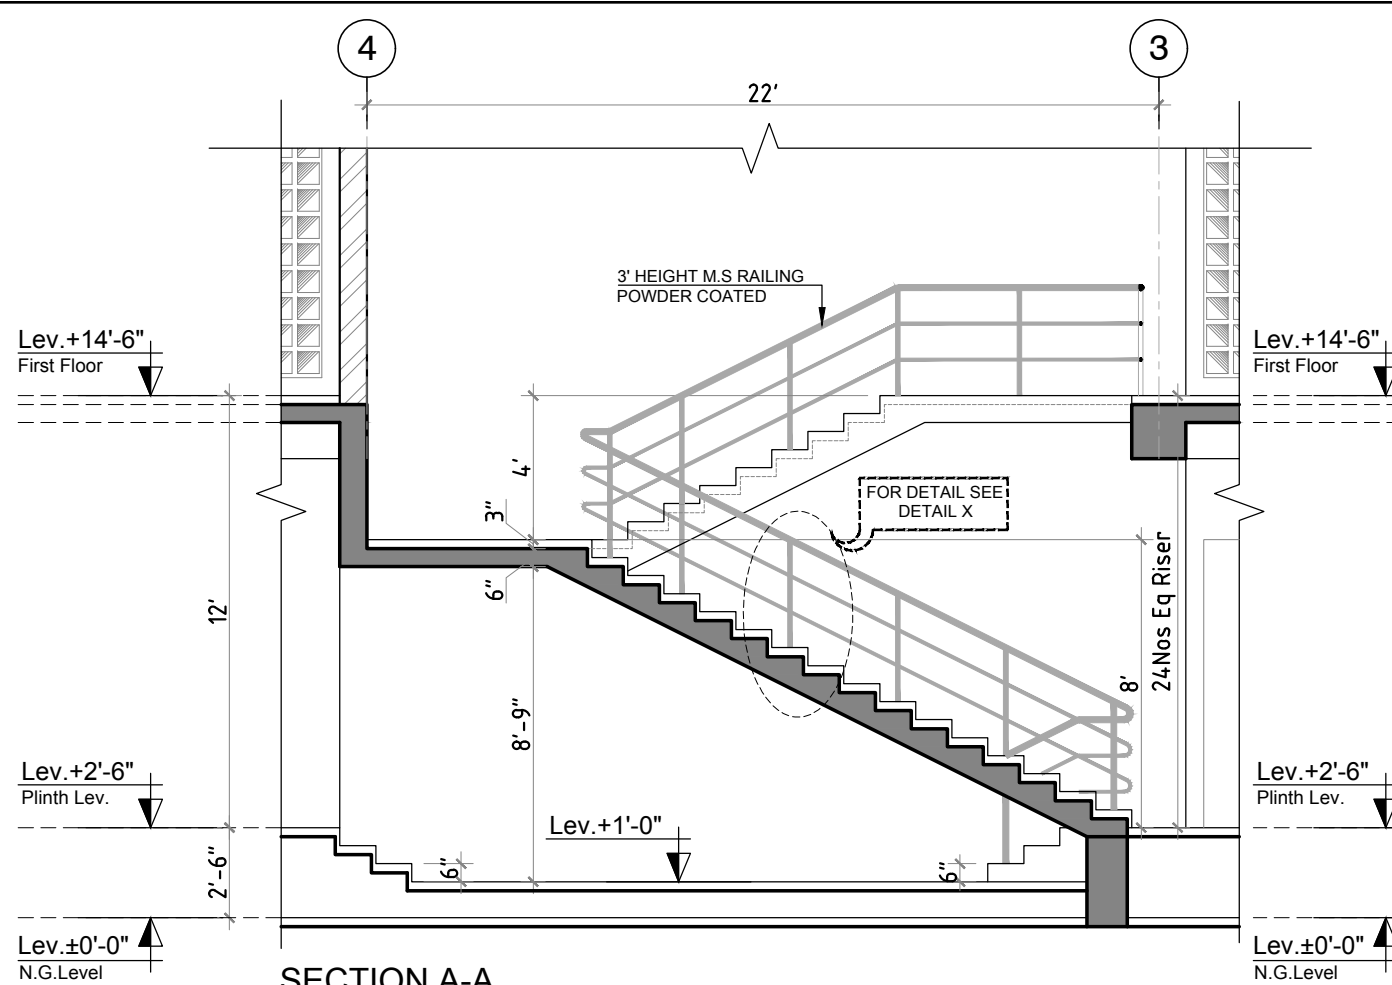 4
3
22'
3' HEIGHT M.S RAILING
POWDER COATED
Lev.+14'-6"
First Floor
Lev.+14'-6"
First Floor
4'
FOR DETAIL SEE
DETAIL X
3"
6"
24Nos Eq Riser
12'
8'
8'-9"
Lev.+2'-6"
Plinth Lev.
Lev.+2'-6"
Plinth Lev.
Lev.+1'-0"
2'-6"
6"
6"
Lev.±0'-0"
N.G.Level
Lev.±0'-0"
N.G.Level
SECTION A-A